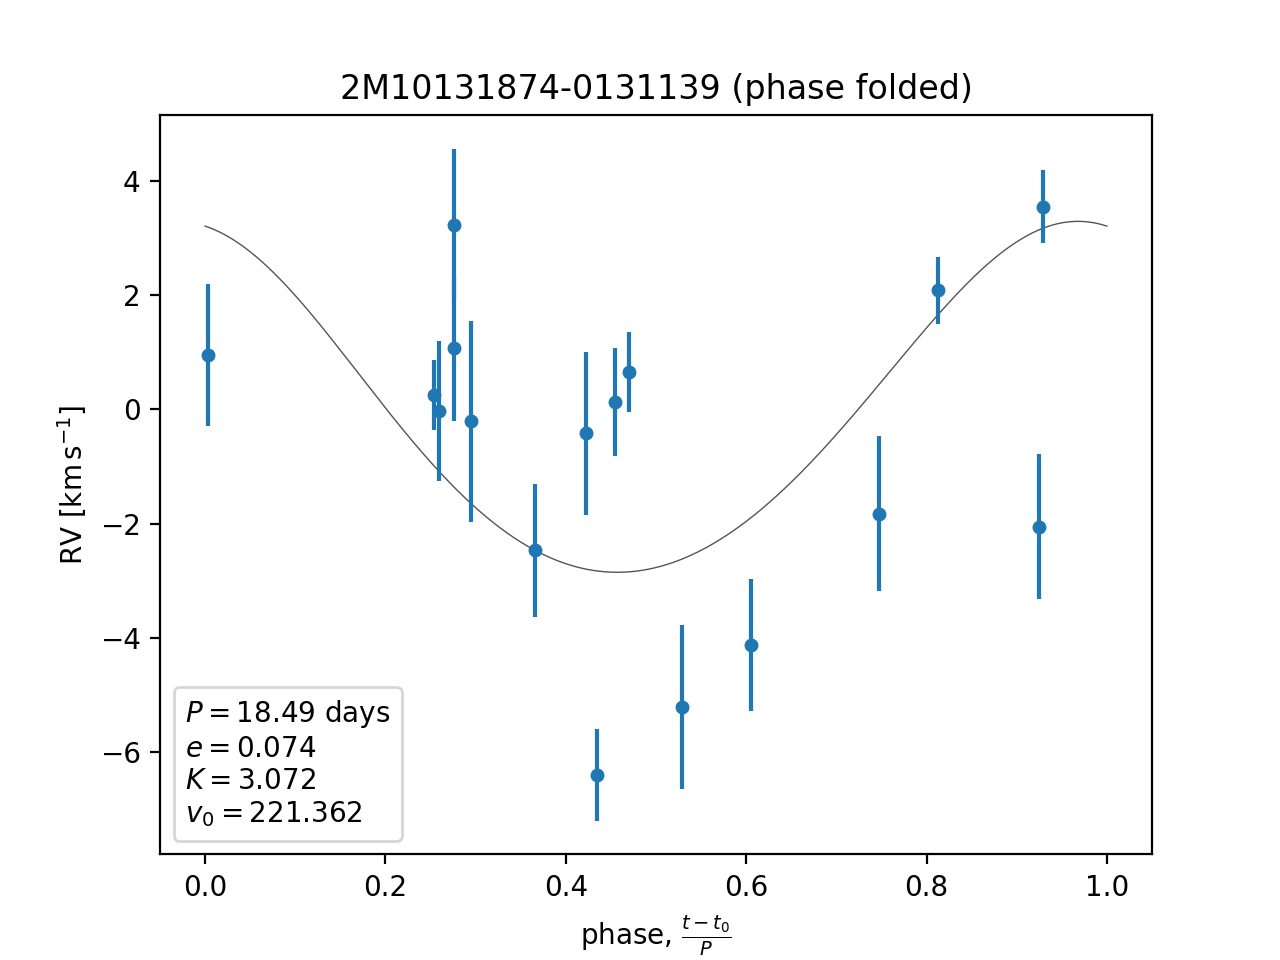 2M10131874-0131139 (phase folded)
RV [km s⁻¹]
4
2
0
−2
−4
−6
P = 18.49 days
e = 0.074
K = 3.072
v₀ = 221.362
0.0 0.2 0.4 0.6 0.8 1.0
phase, (t − t₀)/P